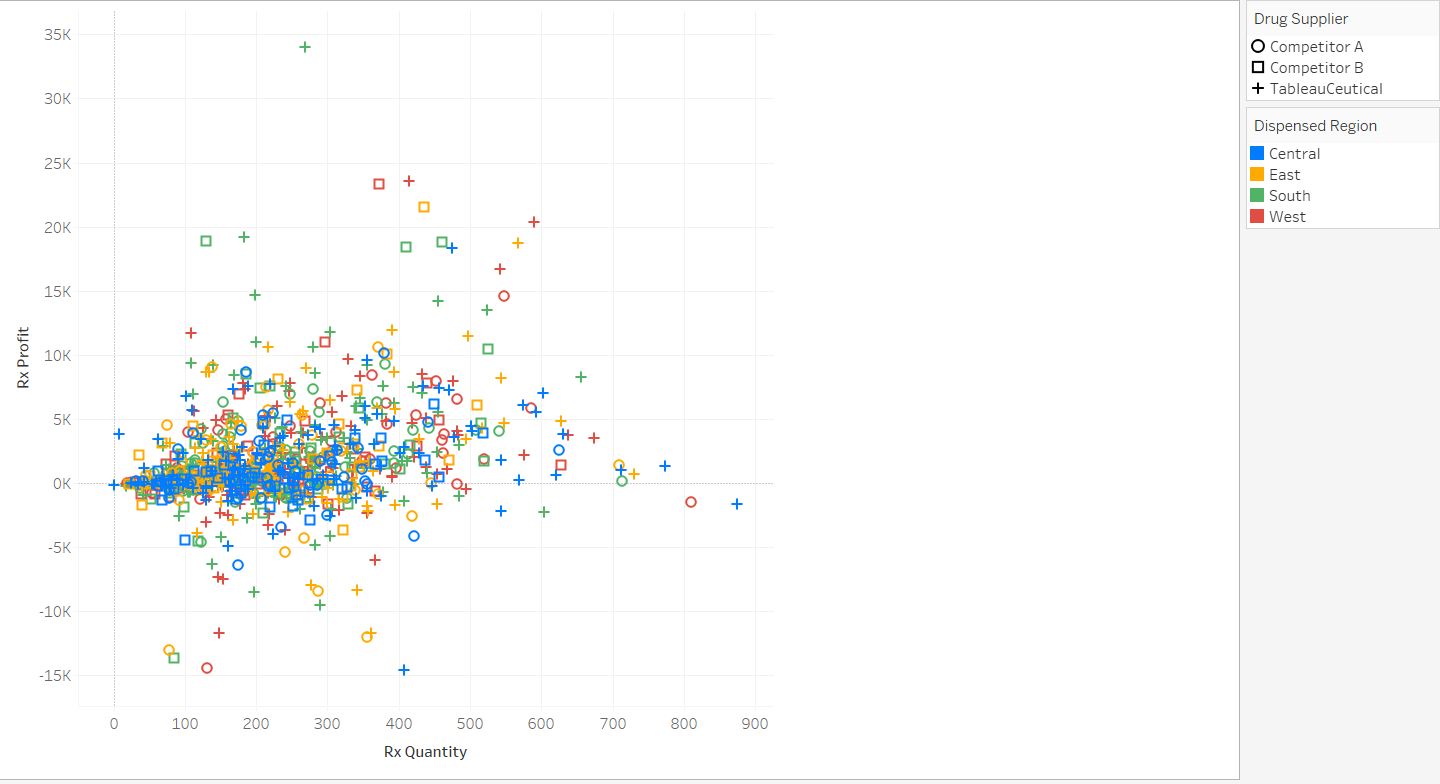 35K
30K
25K
20K
15K
10K
5K
0K
-5K
-10K
-15K
Rx Profit
0 100 200 300 400 500 600 700 800 900
Rx Quantity
Drug Supplier
Competitor A
Competitor B
TableauCeutical
Dispensed Region
Central
East
South
West